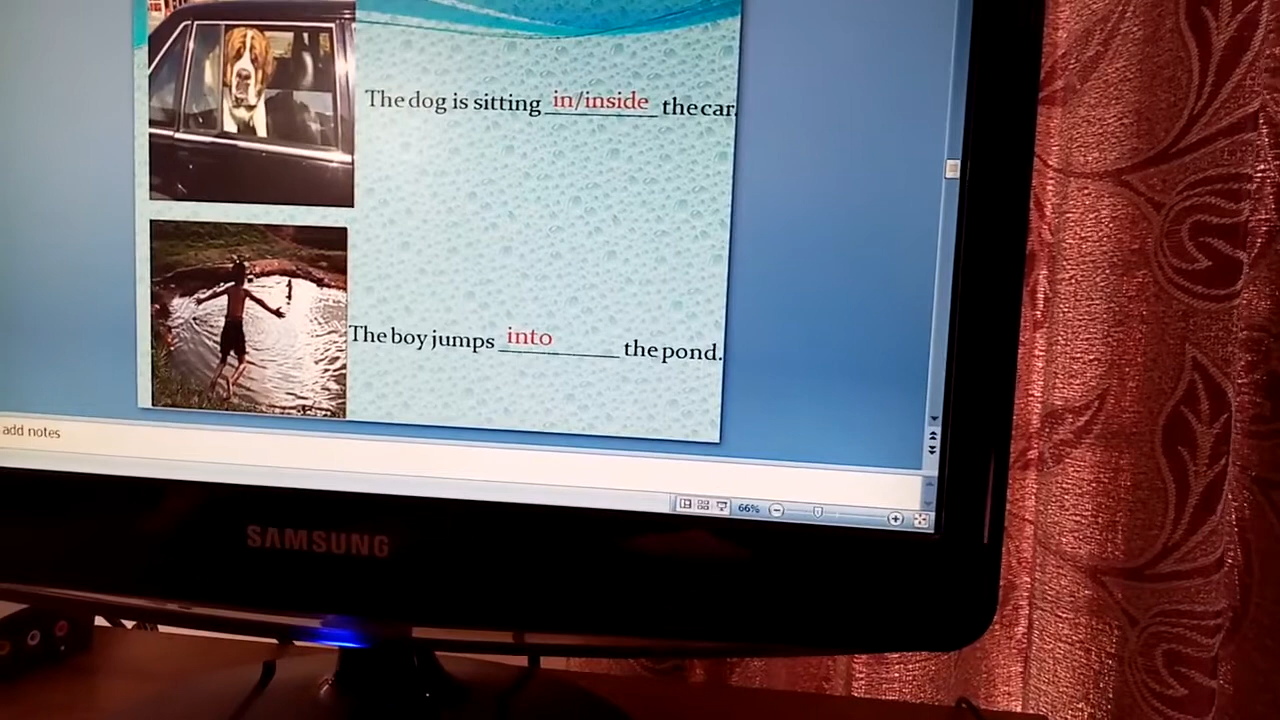 The dog is sitting in/inside the car.
The boy jumps into the pond.
add notes
66%
SAMSUNG